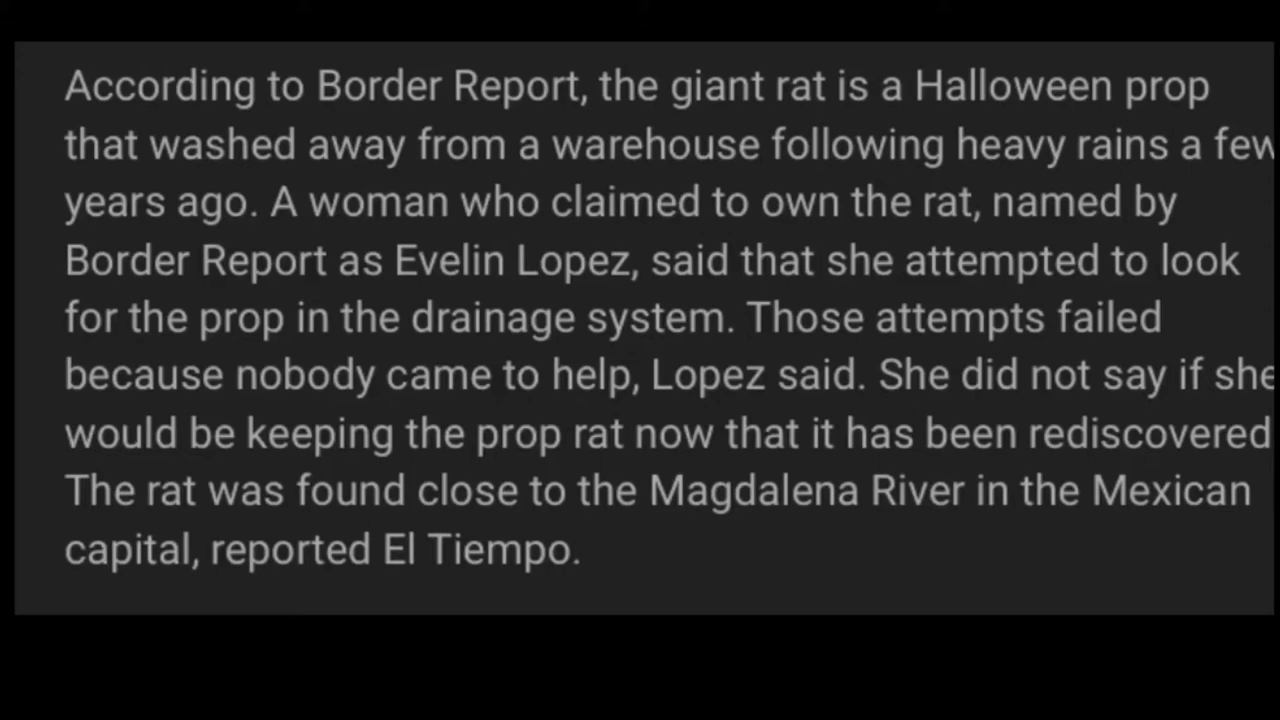 According to Border Report, the giant rat is a Halloween prop
that washed away from a warehouse following heavy rains a few
years ago. A woman who claimed to own the rat, named by
Border Report as Evelin Lopez, said that she attempted to look
for the prop in the drainage system. Those attempts failed
because nobody came to help, Lopez said. She did not say if she
would be keeping the prop rat now that it has been rediscovered
The rat was found close to the Magdalena River in the Mexican
capital, reported El Tiempo.